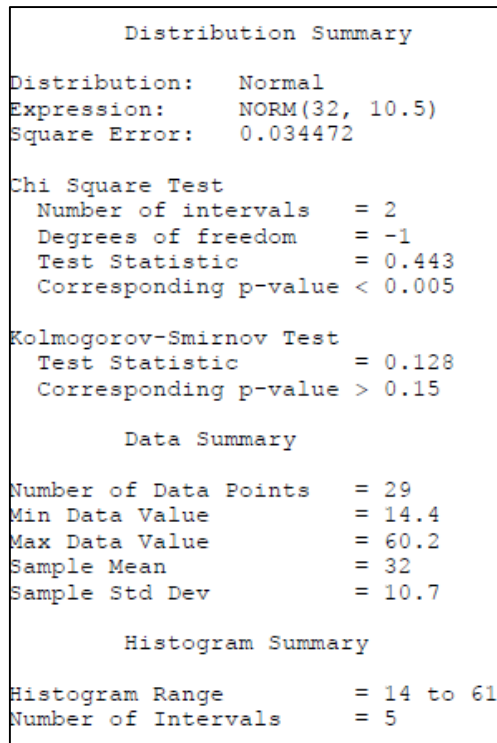 Distribution Summary
Distribution: Normal
Expression: NORM(32, 10.5)
Square Error: 0.034472
Chi Square Test
Number of intervals = 2
Degrees of freedom = -1
Test Statistic = 0.443
Corresponding p-value < 0.005
Kolmogorov-Smirnov Test
Test Statistic = 0.128
Corresponding p-value > 0.15
Data Summary
Number of Data Points = 29
Min Data Value = 14.4
Max Data Value = 60.2
Sample Mean = 32
Sample Std Dev = 10.7
Histogram Summary
Histogram Range = 14 to 61
Number of Intervals = 5